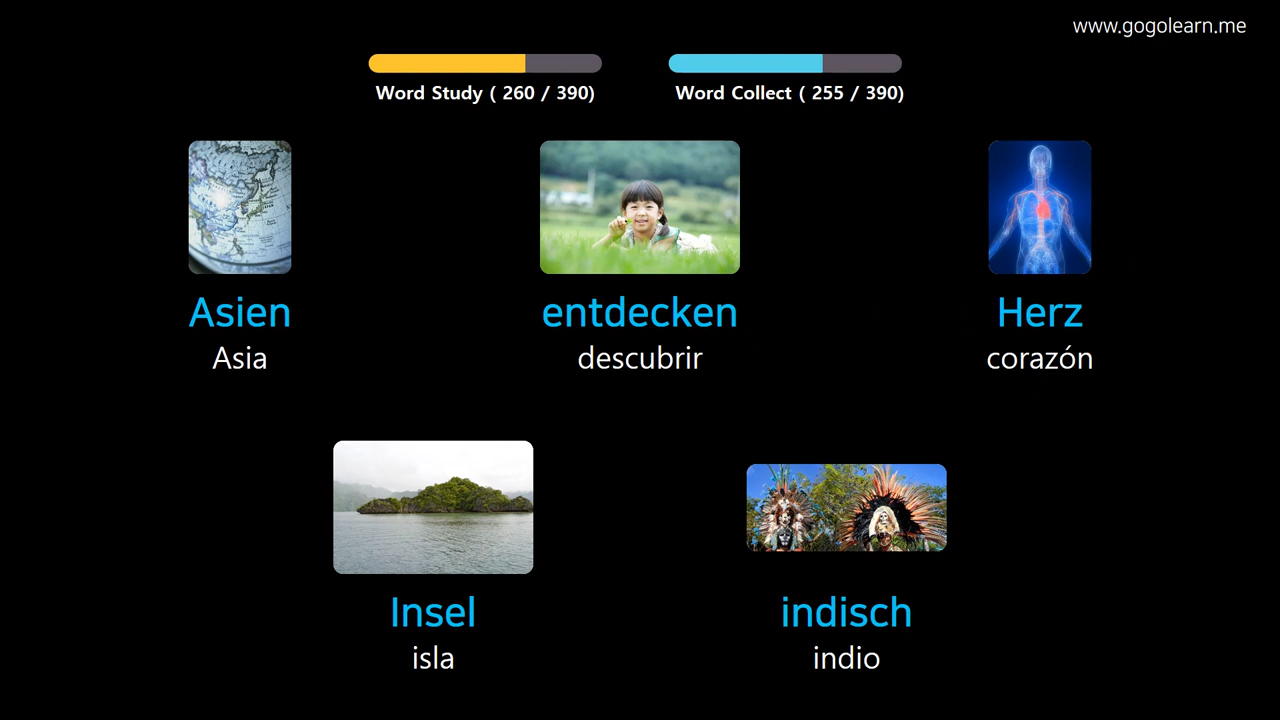 www.gogolearn.me
Word Study ( 260 / 390)
Word Collect ( 255 / 390)
Asien
Asia
entdecken
descubrir
Herz
corazón
Insel
isla
indisch
indio